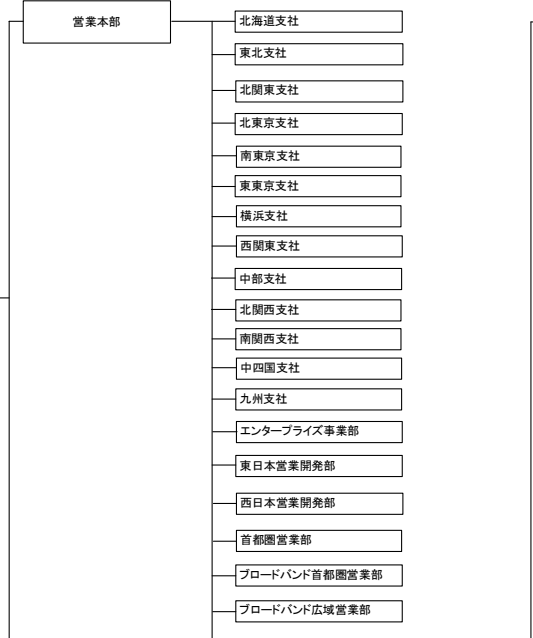 営業本部
北海道支社
東北支社
北関東支社
北東京支社
南東京支社
東東京支社
横浜支社
西関東支社
中部支社
北関西支社
南関西支社
中四国支社
九州支社
エンタープライズ事業部
東日本営業開発部
西日本営業開発部
首都圏営業部
ブロードバンド首都圏営業部
ブロードバンド広域営業部